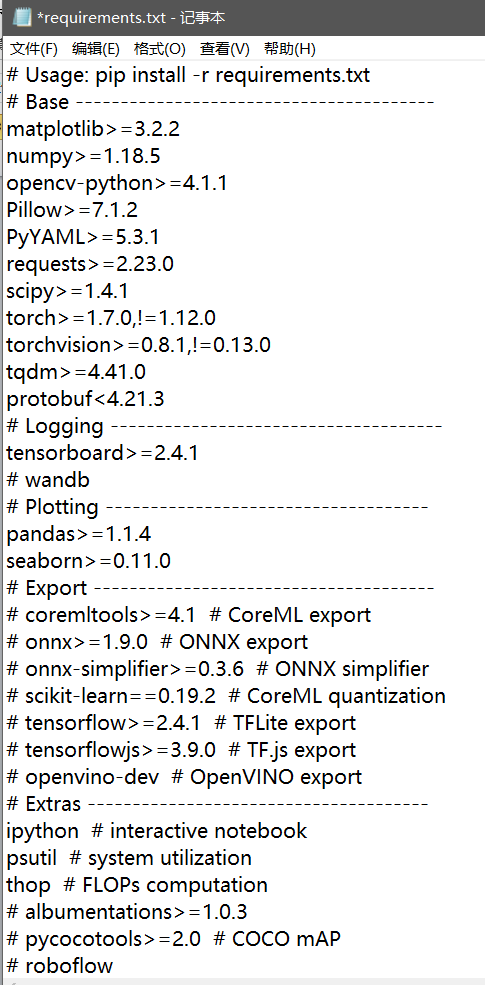 *requirements.txt - 记事本
文件(F) 编辑(E) 格式(O) 查看(V) 帮助(H)
# Usage: pip install -r requirements.txt
# Base ----------------------------------------
matplotlib>=3.2.2
numpy>=1.18.5
opencv-python>=4.1.1
Pillow>=7.1.2
PyYAML>=5.3.1
requests>=2.23.0
scipy>=1.4.1
torch>=1.7.0,!=1.12.0
torchvision>=0.8.1,!=0.13.0
tqdm>=4.41.0
protobuf<4.21.3
# Logging -------------------------------------
tensorboard>=2.4.1
# wandb
# Plotting ------------------------------------
pandas>=1.1.4
seaborn>=0.11.0
# Export --------------------------------------
# coremltools>=4.1  # CoreML export
# onnx>=1.9.0  # ONNX export
# onnx-simplifier>=0.3.6  # ONNX simplifier
# scikit-learn==0.19.2  # CoreML quantization
# tensorflow>=2.4.1  # TFLite export
# tensorflowjs>=3.9.0  # TF.js export
# openvino-dev  # OpenVINO export
# Extras --------------------------------------
ipython  # interactive notebook
psutil  # system utilization
thop  # FLOPs computation
# albumentations>=1.0.3
# pycocotools>=2.0  # COCO mAP
# roboflow